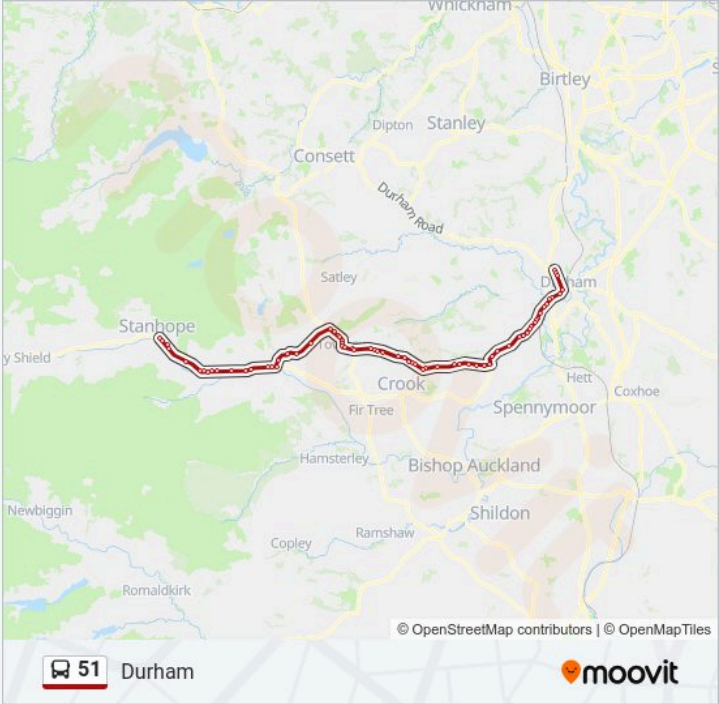 Whickham
Birtley
Dipton
Stanley
Consett
Durham Road
Satley
Stanhope
y Shield
Crook
Fir Tree
Hett
Coxhoe
Spennymoor
Hamsterley
Bishop Auckland
Newbiggin
Shildon
Copley
Ramshaw
Romaldkirk
© OpenStreetMap contributors | © OpenMapTiles
51 Durham
moovit